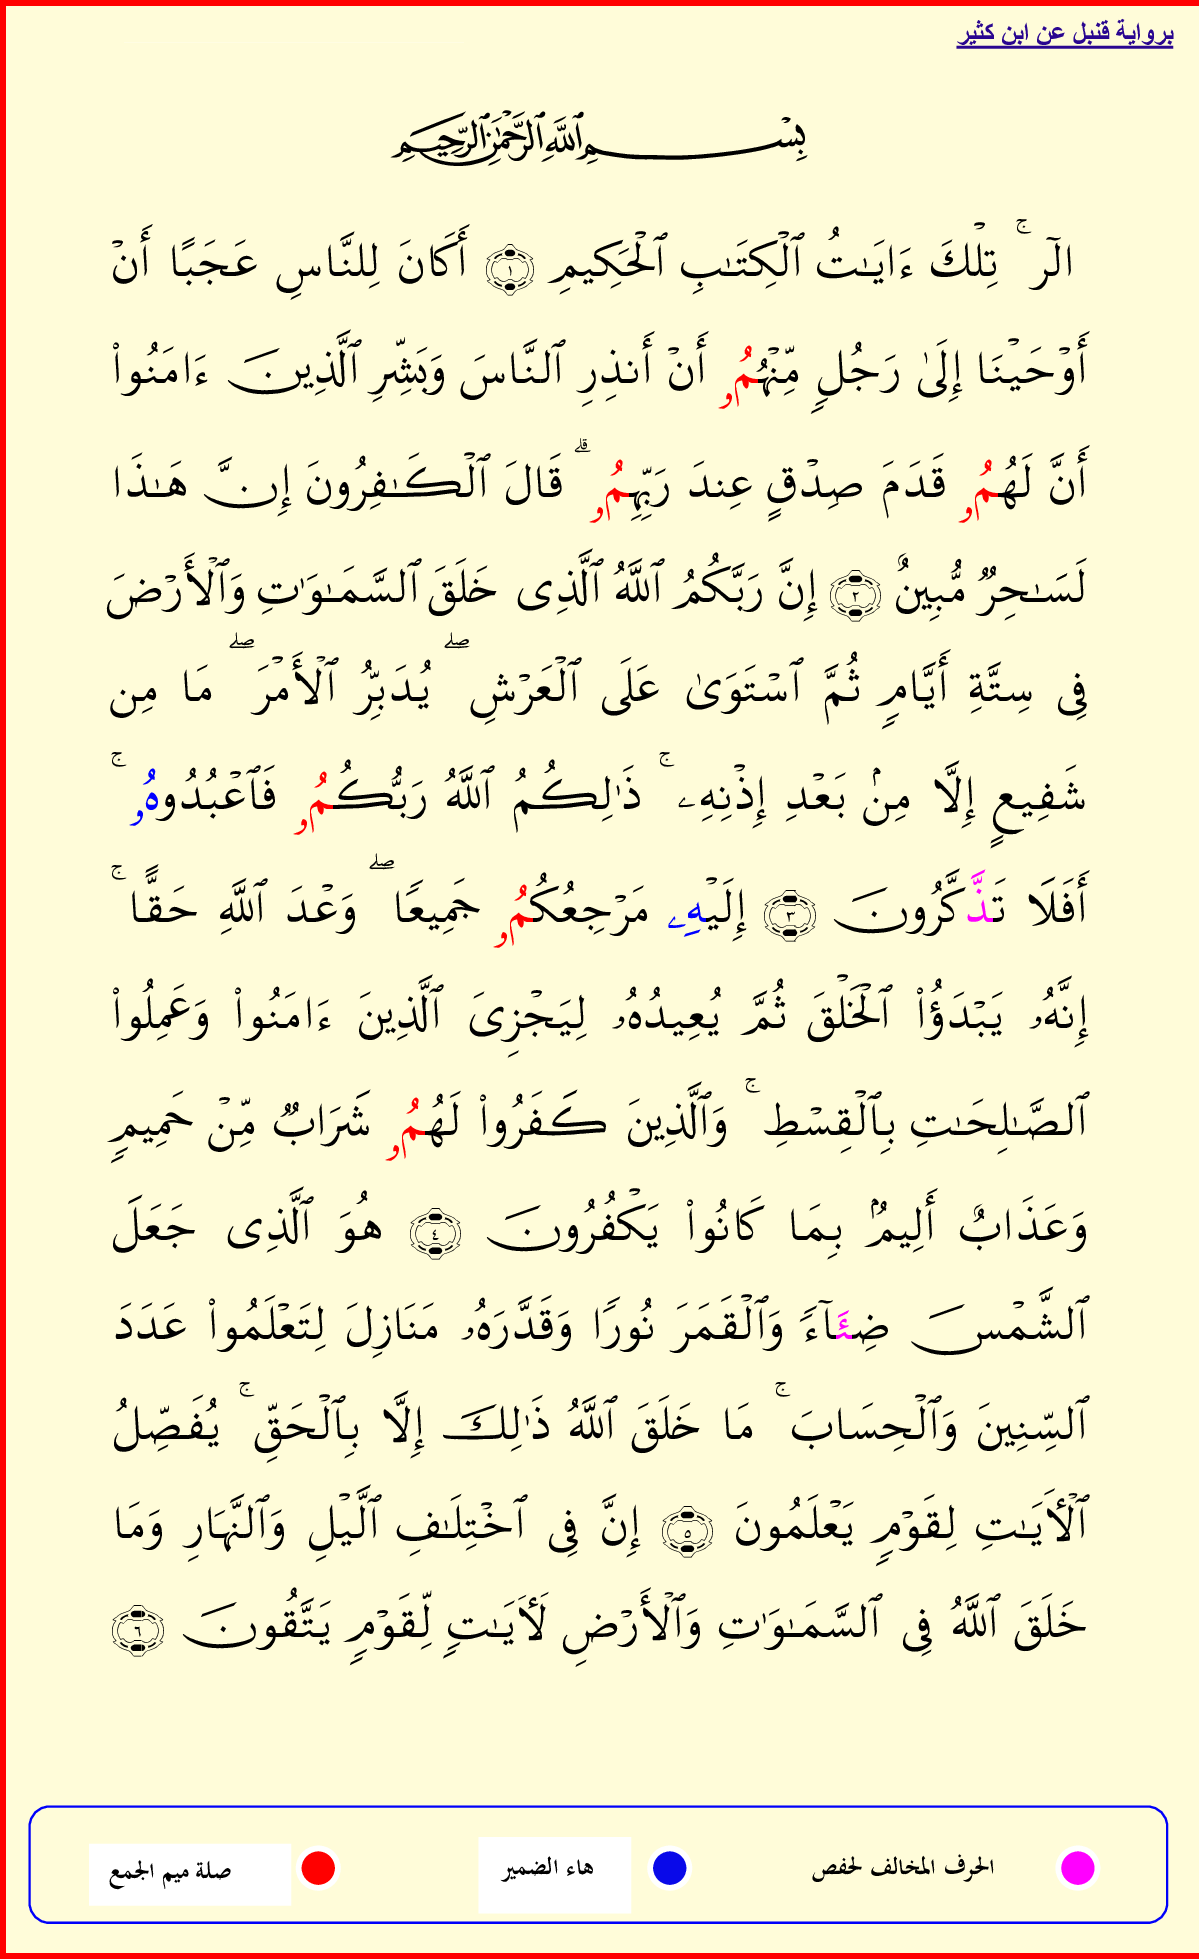 برواية قنبل عن ابن كثير
بِسْمِ ٱللَّهِ ٱلرَّحْمَٰنِ ٱلرَّحِيمِ
الٓر ۚ تِلْكَ ءَايَـٰتُ ٱلْكِتَـٰبِ ٱلْحَكِيمِ ١ أَكَانَ لِلنَّاسِ عَجَبًا أَنْ
أَوْحَيْنَا إِلَىٰ رَجُلٍ مِّنْهُمُۥ أَنْ أَنذِرِ ٱلنَّاسَ وَبَشِّرِ ٱلَّذِينَ ءَامَنُوا۟
أَنَّ لَهُمُۥ قَدَمَ صِدْقٍ عِندَ رَبِّهِمُۥ ۗ قَالَ ٱلْكَـٰفِرُونَ إِنَّ هَـٰذَا
لَسَـٰحِرٌ مُّبِينٌ ٢ إِنَّ رَبَّكُمُ ٱللَّهُ ٱلَّذِى خَلَقَ ٱلسَّمَـٰوَٰتِ وَٱلْأَرْضَ
فِى سِتَّةِ أَيَّامٍ ثُمَّ ٱسْتَوَىٰ عَلَى ٱلْعَرْشِ ۖ يُدَبِّرُ ٱلْأَمْرَ ۖ مَا مِن
شَفِيعٍ إِلَّا مِنۢ بَعْدِ إِذْنِهِۦ ۚ ذَٰلِكُمُ ٱللَّهُ رَبُّكُمُۥ فَٱعْبُدُوهُۥ ۚ
أَفَلَا تَذَّكَّرُونَ ٣ إِلَيْهِۦ مَرْجِعُكُمُۥ جَمِيعًا ۖ وَعْدَ ٱللَّهِ حَقًّا ۚ
إِنَّهُۥ يَبْدَؤُا۟ ٱلْخَلْقَ ثُمَّ يُعِيدُهُۥ لِيَجْزِىَ ٱلَّذِينَ ءَامَنُوا۟ وَعَمِلُوا۟
ٱلصَّـٰلِحَـٰتِ بِٱلْقِسْطِ ۚ وَٱلَّذِينَ كَفَرُوا۟ لَهُمُۥ شَرَابٌ مِّنْ حَمِيمٍ
وَعَذَابٌ أَلِيمٌۢ بِمَا كَانُوا۟ يَكْفُرُونَ ٤ هُوَ ٱلَّذِى جَعَلَ
ٱلشَّمْسَ ضِئَـَآءً وَٱلْقَمَرَ نُورًا وَقَدَّرَهُۥ مَنَازِلَ لِتَعْلَمُوا۟ عَدَدَ
ٱلسِّنِينَ وَٱلْحِسَابَ ۚ مَا خَلَقَ ٱللَّهُ ذَٰلِكَ إِلَّا بِٱلْحَقِّ ۚ يُفَصِّلُ
ٱلْأَيَـٰتِ لِقَوْمٍ يَعْلَمُونَ ٥ إِنَّ فِى ٱخْتِلَـٰفِ ٱلَّيْلِ وَٱلنَّهَارِ وَمَا
خَلَقَ ٱللَّهُ فِى ٱلسَّمَـٰوَٰتِ وَٱلْأَرْضِ لَأَيَـٰتٍ لِّقَوْمٍ يَتَّقُونَ ٦
الحرف المخالف لحفص هاء الضمير صلة ميم الجمع